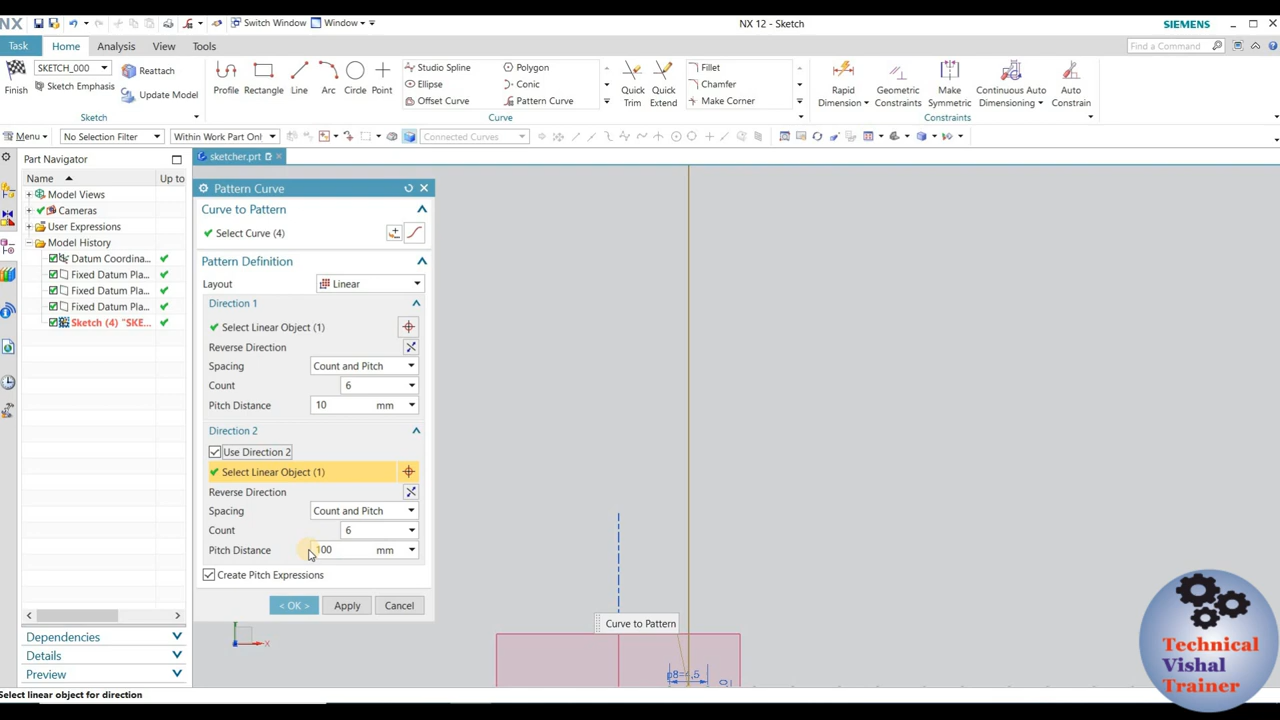 NX
Switch Window
Window
NX 12 - Sketch
SIEMENS
Task
Home
Analysis
View
Tools
Find a Command
Finish
SKETCH_000
Sketch Emphasis
Reattach
Update Model
Sketch
Profile
Rectangle
Line
Arc
Circle
Point
Studio Spline
Ellipse
Offset Curve
Polygon
Conic
Pattern Curve
Quick Trim
Quick Extend
Fillet
Chamfer
Make Corner
Curve
Rapid Dimension
Geometric Constraints
Make Symmetric
Continuous Auto Dimensioning
Auto Constrain
Constraints
Menu
No Selection Filter
Within Work Part Only
Connected Curves
Part Navigator
Name
Up to
Model Views
Cameras
User Expressions
Model History
Datum Coordina...
Fixed Datum Pla...
Fixed Datum Pla...
Fixed Datum Pla...
Sketch (4) "SKE...
Dependencies
Details
Preview
sketcher.prt
Pattern Curve
Curve to Pattern
Select Curve (4)
Pattern Definition
Layout
Linear
Direction 1
Select Linear Object (1)
Reverse Direction
Spacing
Count and Pitch
Count
6
Pitch Distance
10 mm
Direction 2
Use Direction 2
Select Linear Object (1)
Reverse Direction
Spacing
Count and Pitch
Count
6
Pitch Distance
100 mm
Create Pitch Expressions
< OK >
Apply
Cancel
X
Curve to Pattern
p8=4,5
Technical
Vishal
Trainer
Select linear object for direction